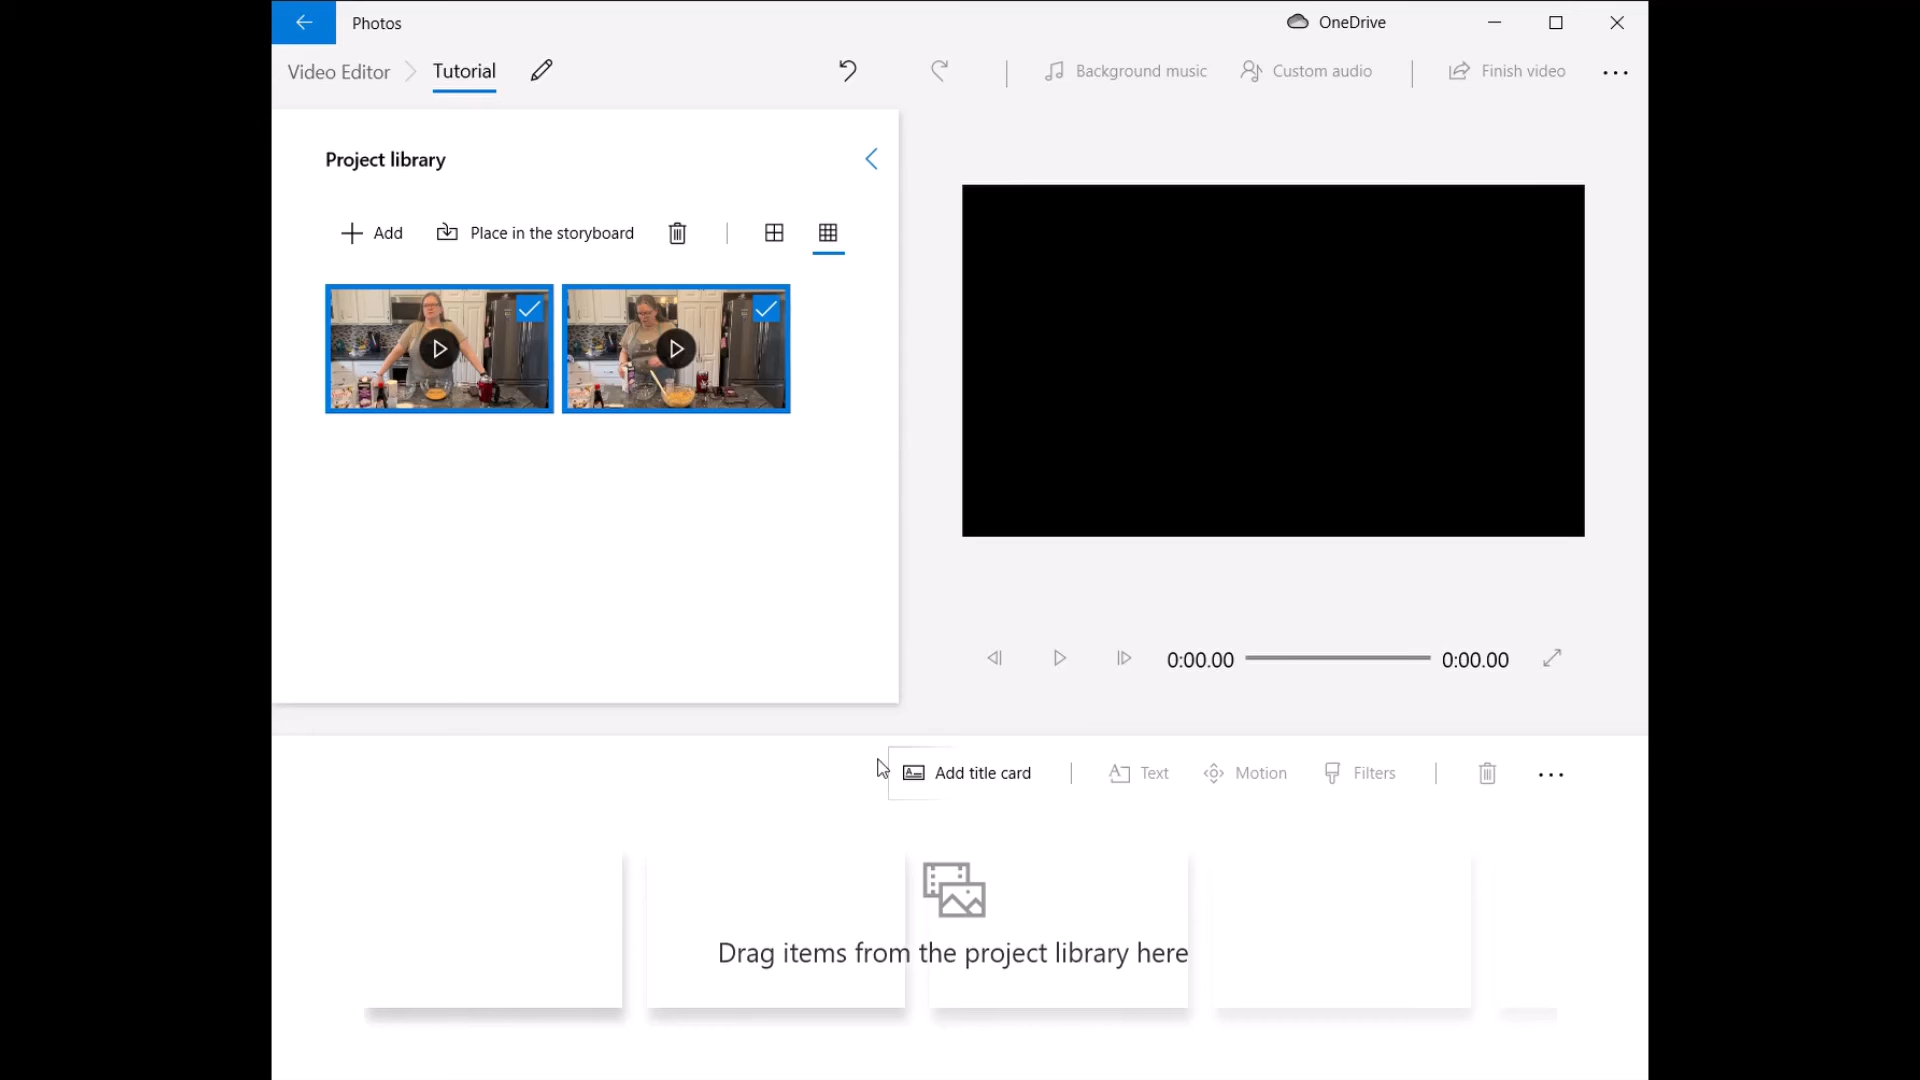 Photos
OneDrive
Video Editor
Tutorial
Background music
Custom audio
Finish video
Project library
Add
Place in the storyboard
0:00.00
0:00.00
Add title card
Text
Motion
Filters
Drag items from the project library here